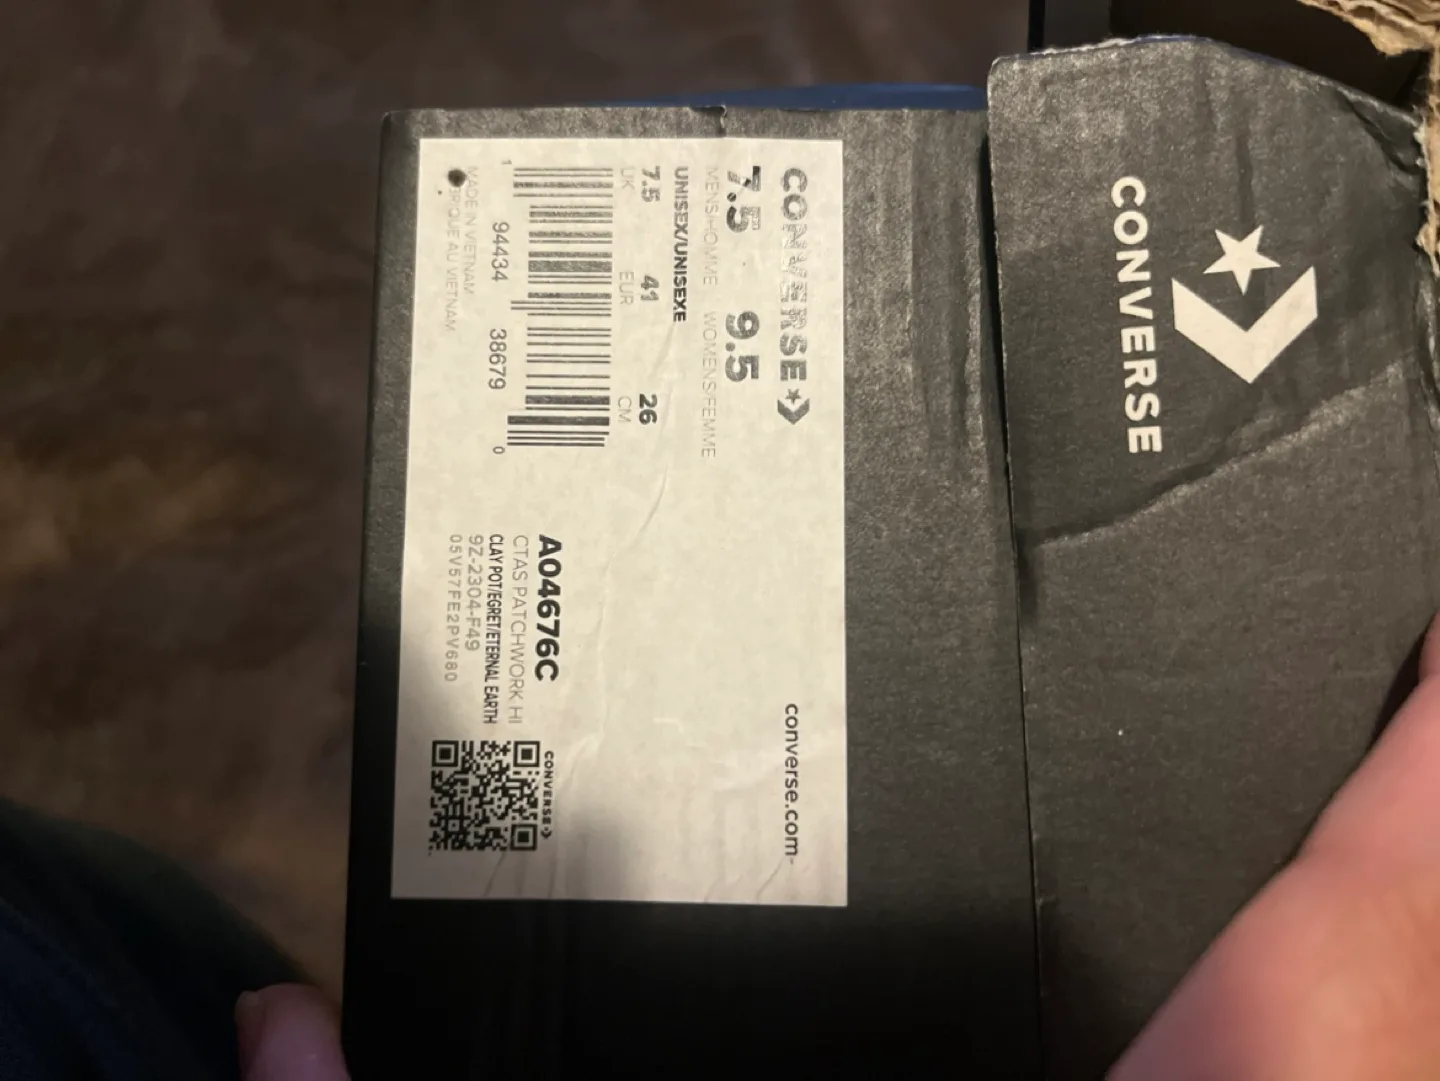 CONVERSE
converse.com
7.5 9.5
MENS/HOMME WOMENS/FEMME
UNISEX/UNISEXE
7.5 41 26
UK EUR CM
1 94434 38679 0
MADE IN VIETNAM
BRIQUÉ AU VIETNAM
A04676C
CTAS PATCHWORK HI
CLAY POT/EGRET/ETERNAL EARTH
9Z-2304-F49
05V57FE2PV680
CONVERSE
CONVERSE